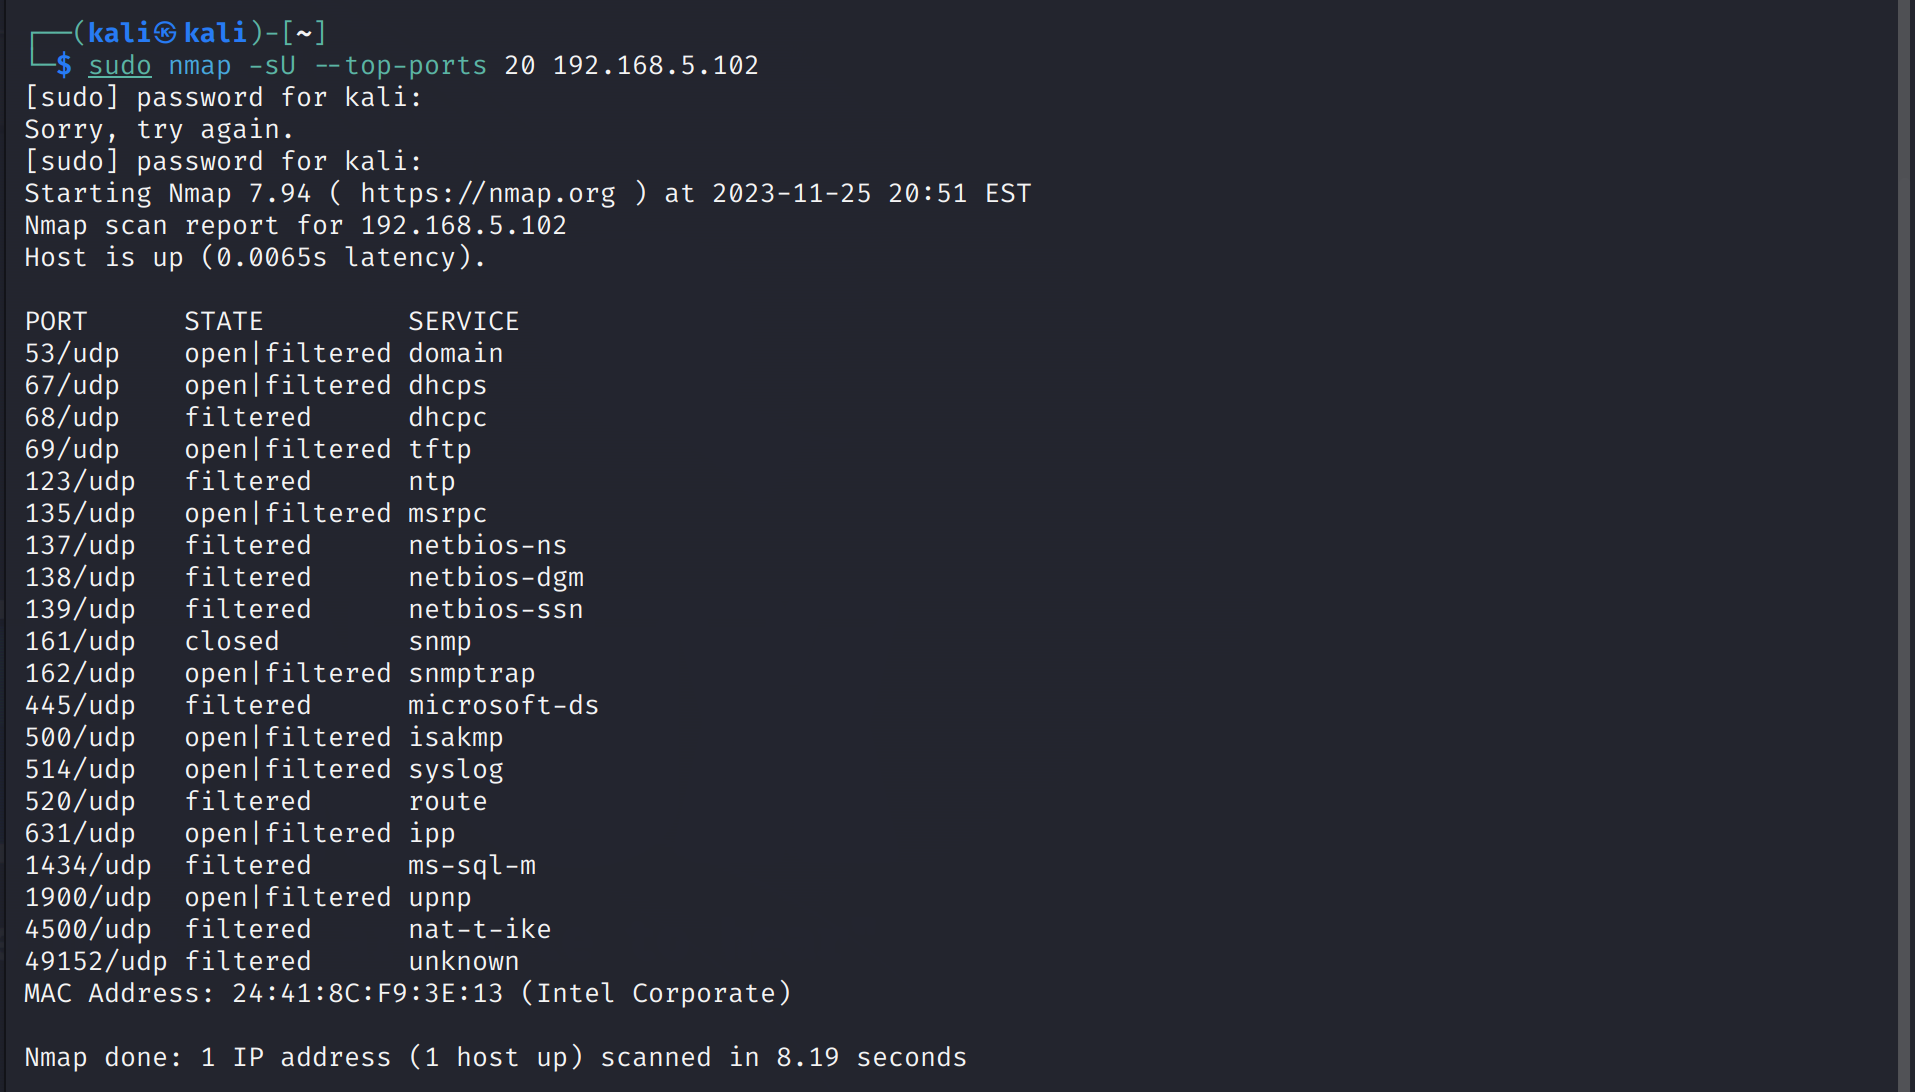 ┌──(kali㉿kali)-[~]
└─$ sudo nmap -sU --top-ports 20 192.168.5.102
[sudo] password for kali:
Sorry, try again.
[sudo] password for kali:
Starting Nmap 7.94 ( https://nmap.org ) at 2023-11-25 20:51 EST
Nmap scan report for 192.168.5.102
Host is up (0.0065s latency).
PORT      STATE         SERVICE
53/udp    open|filtered domain
67/udp    open|filtered dhcps
68/udp    filtered      dhcpc
69/udp    open|filtered tftp
123/udp   filtered      ntp
135/udp   open|filtered msrpc
137/udp   filtered      netbios-ns
138/udp   filtered      netbios-dgm
139/udp   filtered      netbios-ssn
161/udp   closed        snmp
162/udp   open|filtered snmptrap
445/udp   filtered      microsoft-ds
500/udp   open|filtered isakmp
514/udp   open|filtered syslog
520/udp   filtered      route
631/udp   open|filtered ipp
1434/udp  filtered      ms-sql-m
1900/udp  open|filtered upnp
4500/udp  filtered      nat-t-ike
49152/udp filtered      unknown
MAC Address: 24:41:8C:F9:3E:13 (Intel Corporate)
Nmap done: 1 IP address (1 host up) scanned in 8.19 seconds